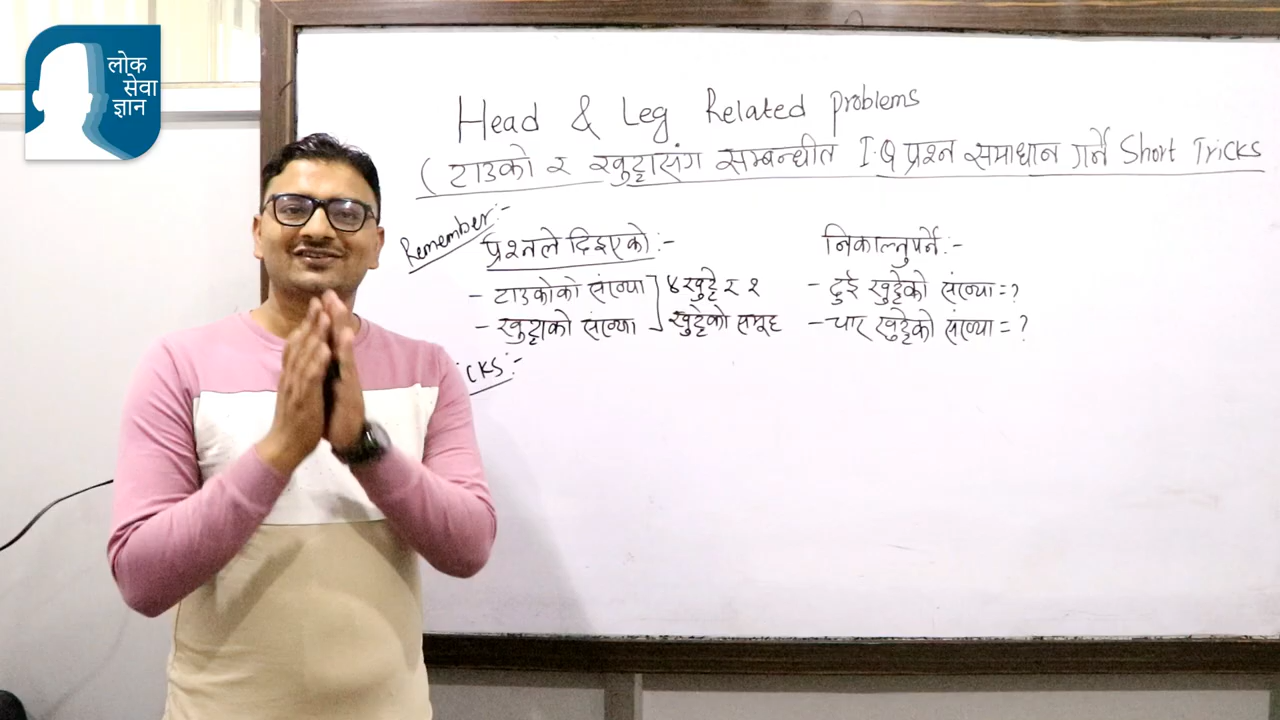 लोक
सेवा
ज्ञान
Head & Leg Related Problems
(टाउको र खुट्टासंग सम्बन्धीत I.Q प्रश्न समाधान गर्ने Short Tricks
Remember:-
प्रश्नले दिइएको:-
निकाल्नुपर्ने:-
- टाउकोको संख्या ४ खुट्टे र २ - दुई खुट्टेको संख्या = ?
- खुट्टाको संख्या खुट्टेको समूह - चार खुट्टेको संख्या = ?
cks:-